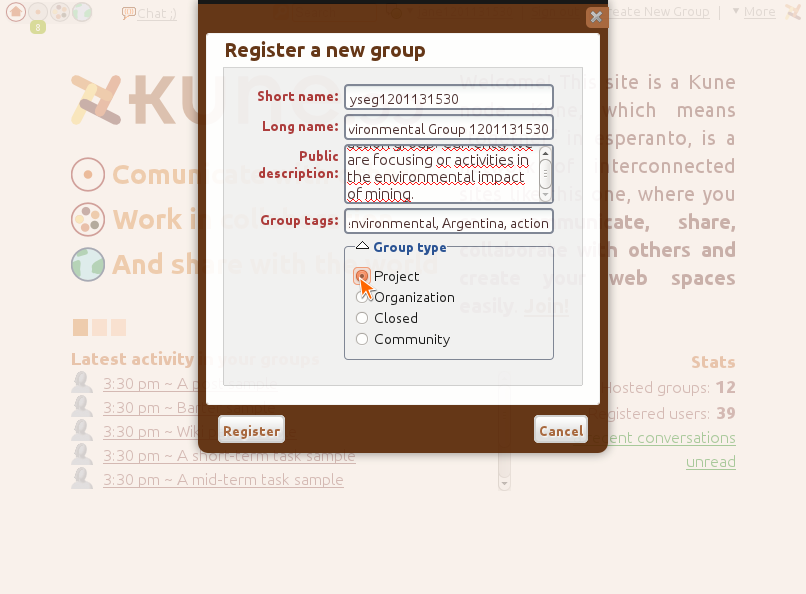 Chat ;)
Create New Group | ▼ More
8
Register a new group
Short name: yseg1201131530
Long name: vironmental Group 1201131530
Public description:
are focusing or activities in
the environmental impact
of mining.
Group tags: nvironmental, Argentina, action
Group type
Project
Organization
Closed
Community
Register
Cancel
kune
Welcome! This site is a Kune
which means
in esperanto, is a
of interconnected
sites like this one, where you
communicate, share,
collaborate with others and
create your web spaces
easily. Join!
Work in
And share with the world
Latest activity in your groups
3:30 pm ~ A
3:30 pm ~
3:30 pm ~
3:30 pm ~ A short-term task sample
3:30 pm ~ A mid-term task sample
Stats
Hosted groups: 12
Registered users: 39
conversations
unread